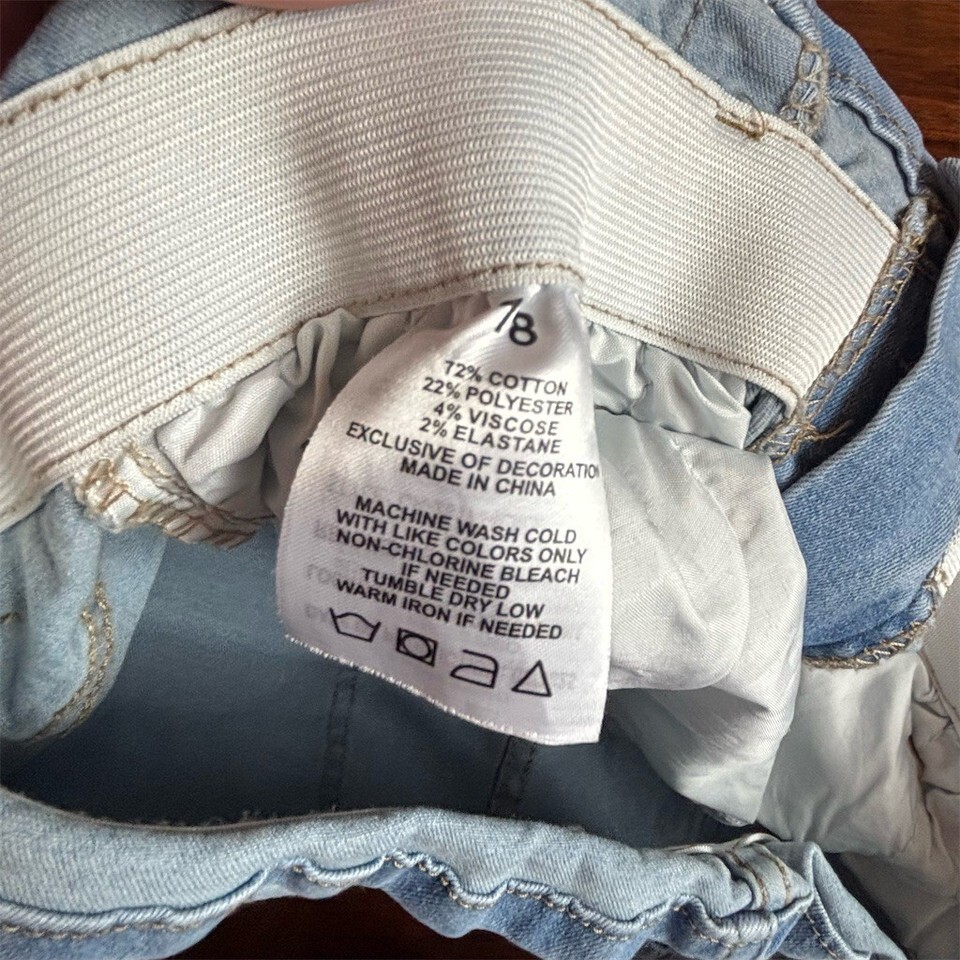 7/8
72% COTTON
22% POLYESTER
4% VISCOSE
2% ELASTANE
EXCLUSIVE OF DECORATION
MADE IN CHINA
MACHINE WASH COLD
WITH LIKE COLORS ONLY
NON-CHLORINE BLEACH
IF NEEDED
TUMBLE DRY LOW
WARM IRON IF NEEDED